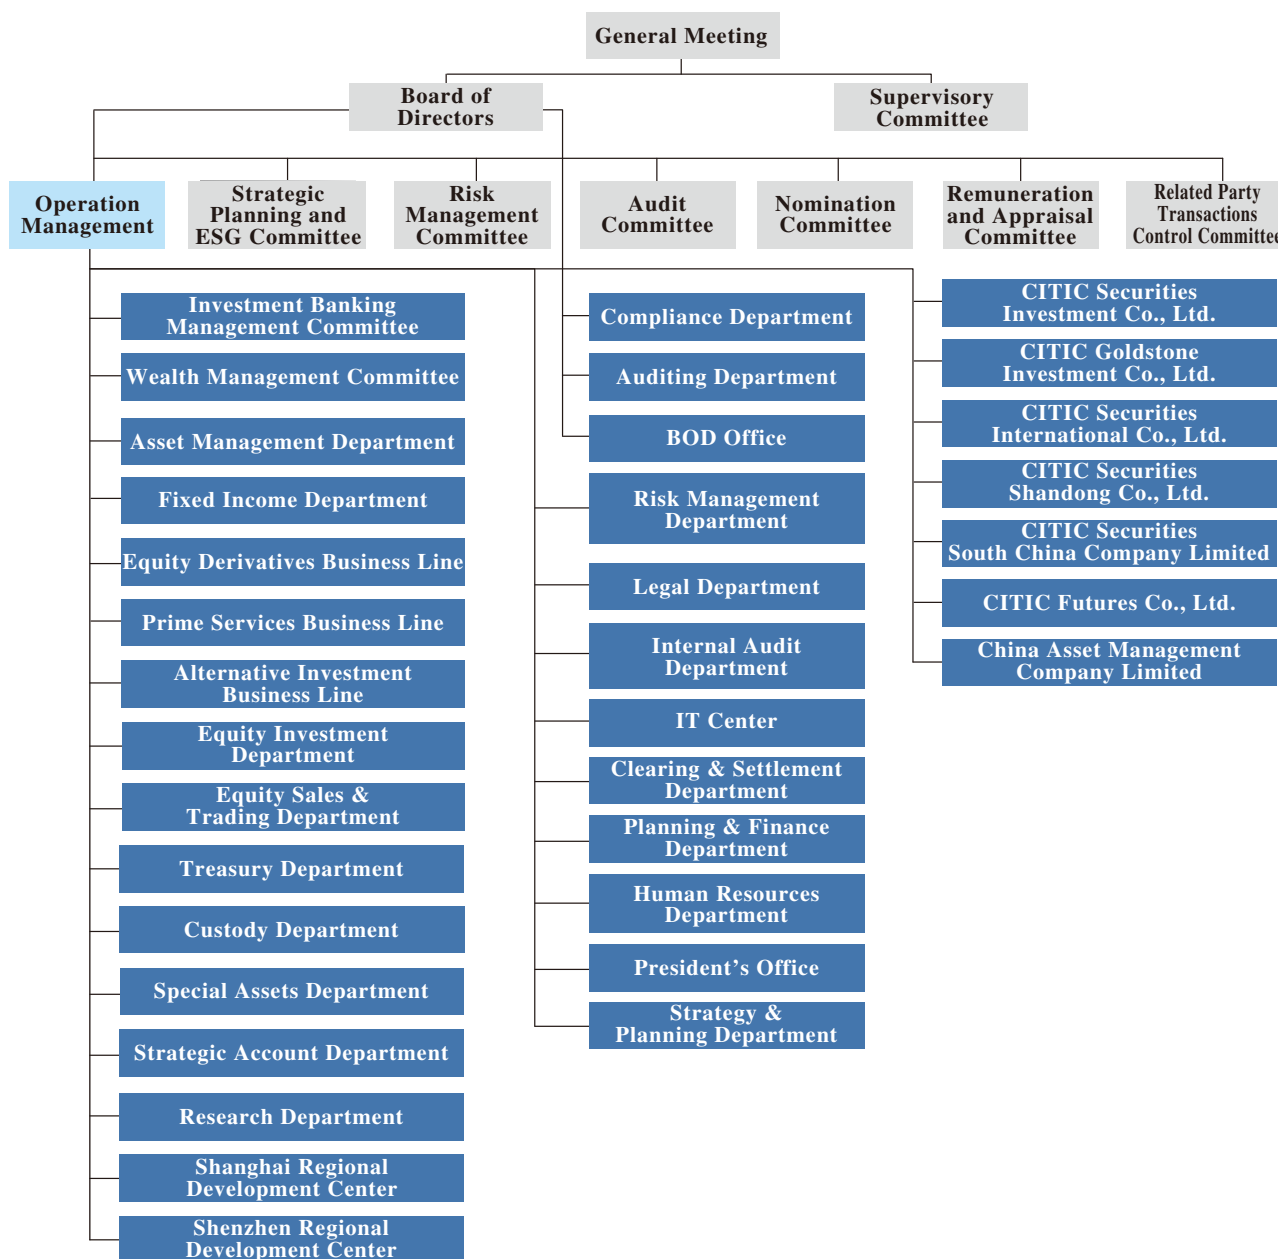 General Meeting
Board of
Directors
Supervisory
Committee
Operation
Management
Strategic
Planning and
ESG Committee
Risk
Management
Committee
Audit
Committee
Nomination
Committee
Remuneration
and Appraisal
Committee
Related Party
Transactions
Control Committee
Investment Banking
Management Committee
Wealth Management Committee
Asset Management Department
Fixed Income Department
Equity Derivatives Business Line
Prime Services Business Line
Alternative Investment
Business Line
Equity Investment
Department
Equity Sales &
Trading Department
Treasury Department
Custody Department
Special Assets Department
Strategic Account Department
Research Department
Shanghai Regional
Development Center
Shenzhen Regional
Development Center
Compliance Department
Auditing Department
BOD Office
Risk Management
Department
Legal Department
Internal Audit
Department
IT Center
Clearing & Settlement
Department
Planning & Finance
Department
Human Resources
Department
President’s Office
Strategy &
Planning Department
CITIC Securities
Investment Co., Ltd.
CITIC Goldstone
Investment Co., Ltd.
CITIC Securities
International Co., Ltd.
CITIC Securities
Shandong Co., Ltd.
CITIC Securities
South China Company Limited
CITIC Futures Co., Ltd.
China Asset Management
Company Limited